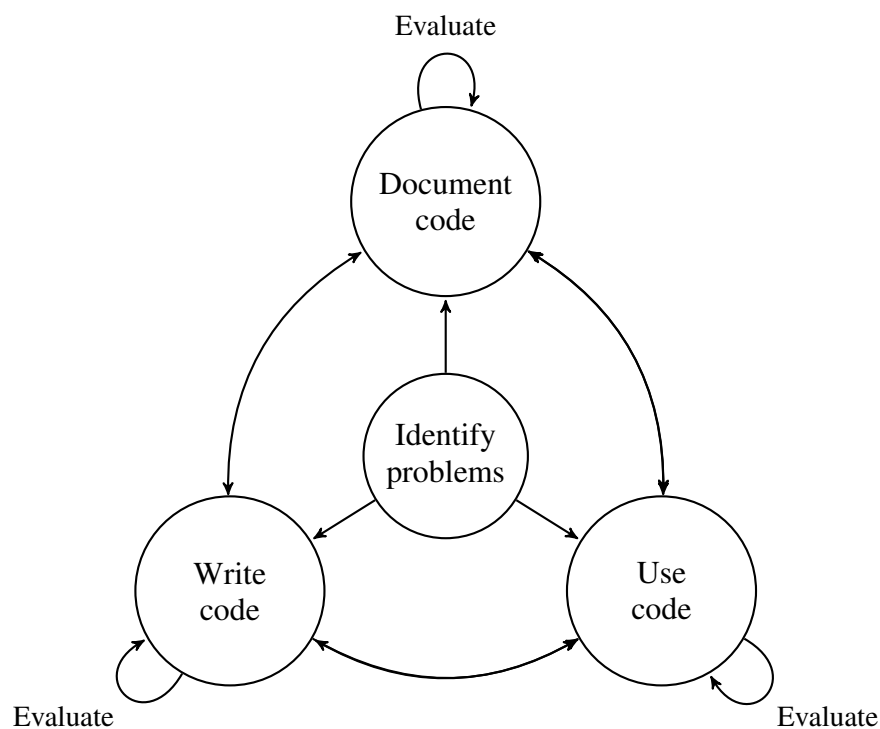 Evaluate
Document
code
Identify
problems
Write
code
Use
code
Evaluate
Evaluate